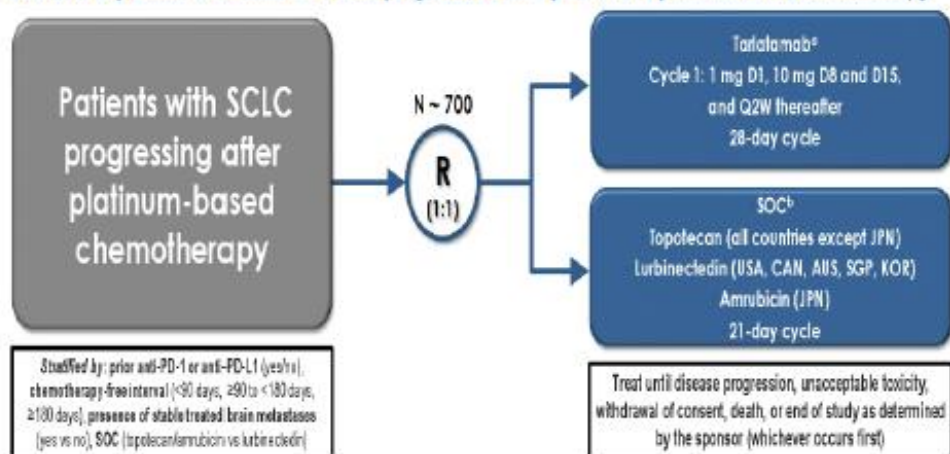 Patients with SCLC
progressing after
platinum-based
chemotherapy
Stratified by: prior anti-PD-1 or anti-PD-L1 (yes/no),
chemotherapy-free interval (<90 days, ≥90 to <180 days,
≥180 days), presence of stable treated brain metastases
(yes vs no), SOC (topotecan/amrubicin vs lurbinectedin)
N ~ 700
R
(1:1)
Tarlatamabᵃ
Cycle 1: 1 mg D1, 10 mg D8 and D15,
and Q2W thereafter
28-day cycle
SOCᵇ
Topotecan (all countries except JPN)
Lurbinectedin (USA, CAN, AUS, SGP, KOR)
Amrubicin (JPN)
21-day cycle
Treat until disease progression, unacceptable toxicity,
withdrawal of consent, death, or end of study as determined
by the sponsor (whichever occurs first)